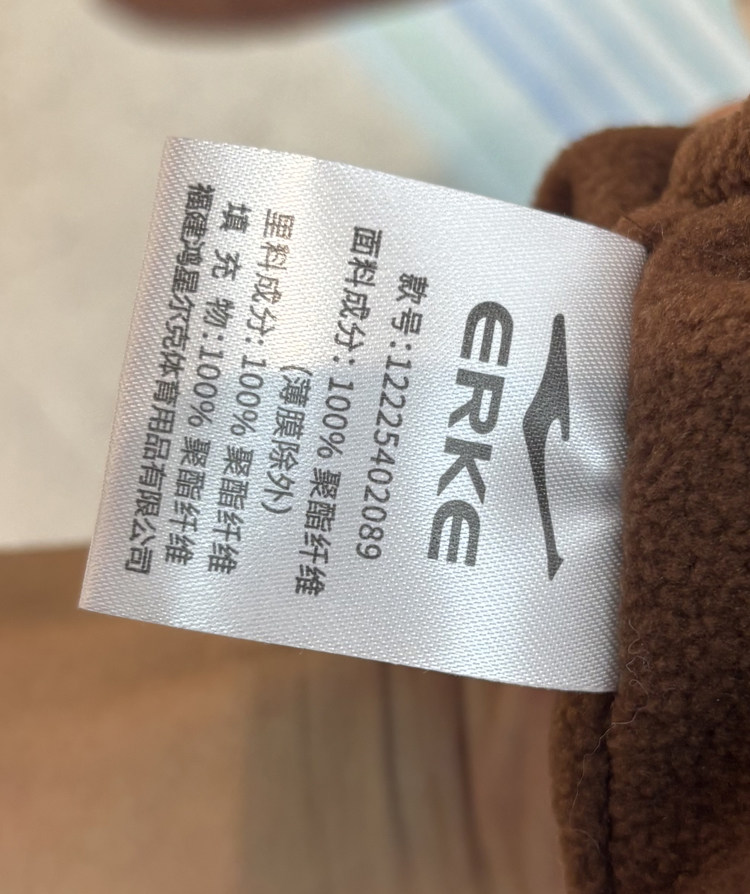 ERKE
款号:12225402089
面料成分: 100% 聚酯纤维
(薄膜除外)
里料成分: 100% 聚酯纤维
填 充 物:100% 聚酯纤维
福建鸿星尔克体育用品有限公司